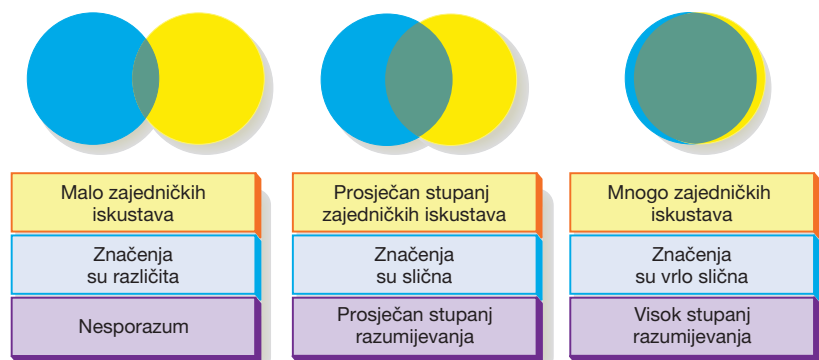 Malo zajedničkih
iskustava
Značenja
su različita
Nesporazum
Prosječan stupanj
zajedničkih iskustava
Značenja
su slična
Prosječan stupanj
razumijevanja
Mnogo zajedničkih
iskustava
Značenja
su vrlo slična
Visok stupanj
razumijevanja